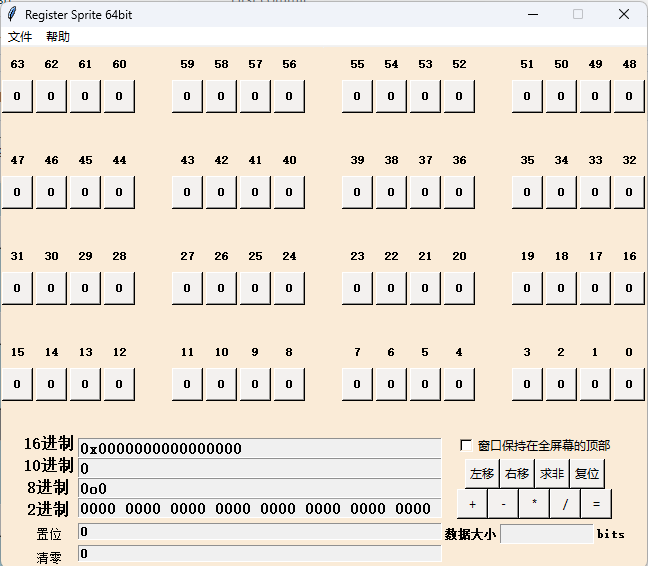 Register Sprite 64bit
文件 帮助
63 62 61 60 59 58 57 56 55 54 53 52 51 50 49 48
0 0 0 0 0 0 0 0 0 0 0 0 0 0 0 0
47 46 45 44 43 42 41 40 39 38 37 36 35 34 33 32
0 0 0 0 0 0 0 0 0 0 0 0 0 0 0 0
31 30 29 28 27 26 25 24 23 22 21 20 19 18 17 16
0 0 0 0 0 0 0 0 0 0 0 0 0 0 0 0
15 14 13 12 11 10 9 8 7 6 5 4 3 2 1 0
0 0 0 0 0 0 0 0 0 0 0 0 0 0 0 0
16进制 0x0000000000000000 窗口保持在全屏幕的顶部
10进制 0 左移 右移 求非 复位
8进制 0o0
2进制 0000 0000 0000 0000 0000 0000 0000 0000 + - * / =
置位 0 数据大小 bits
清零 0